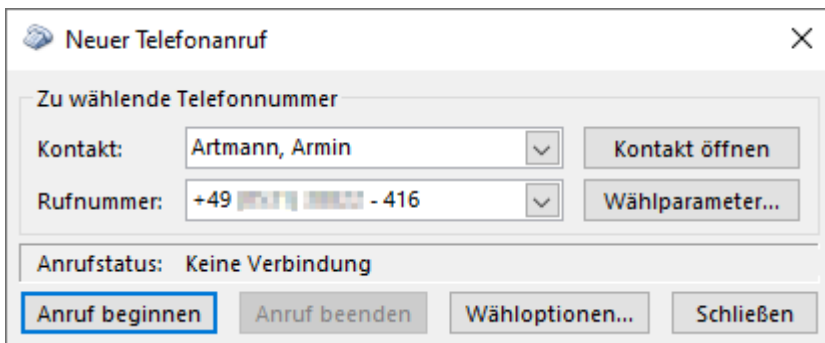 Neuer Telefonanruf
Zu wählende Telefonnummer
Kontakt: Artmann, Armin Kontakt öffnen
Rufnummer: +49 - 416 Wählparameter...
Anrufstatus: Keine Verbindung
Anruf beginnen Anruf beenden Wähloptionen... Schließen